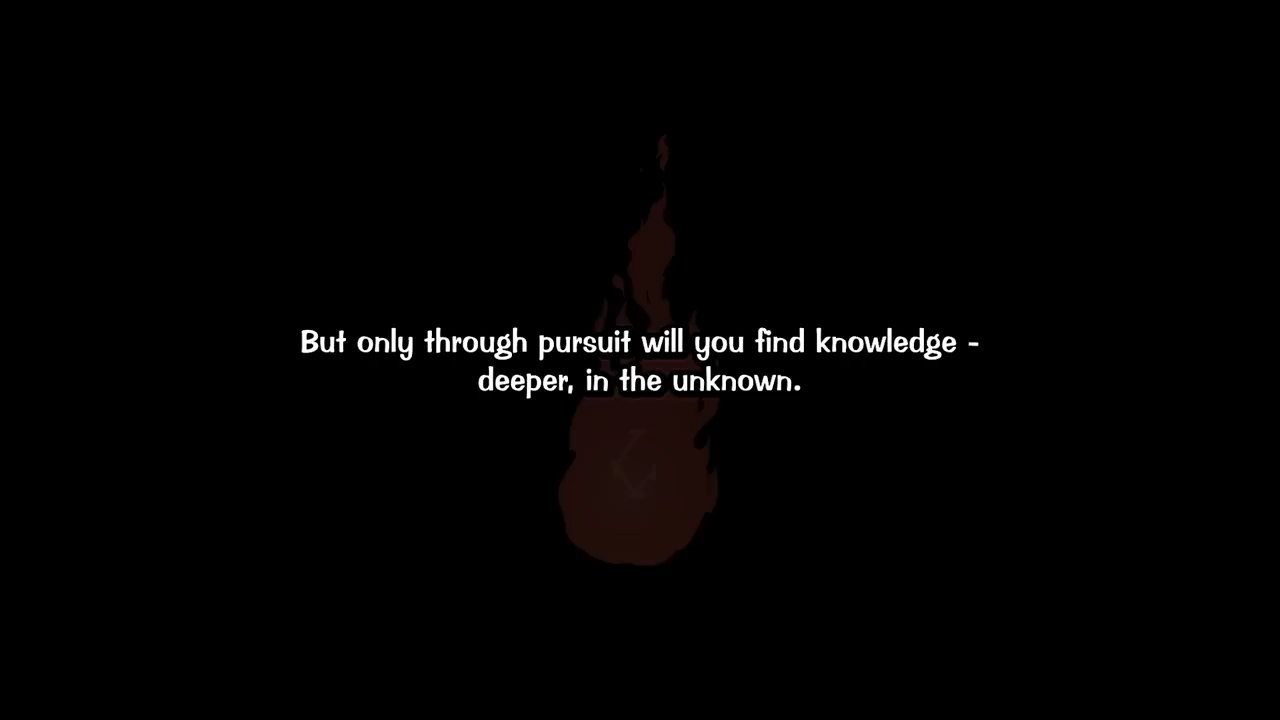 But only through pursuit will you find knowledge -
deeper, in the unknown.